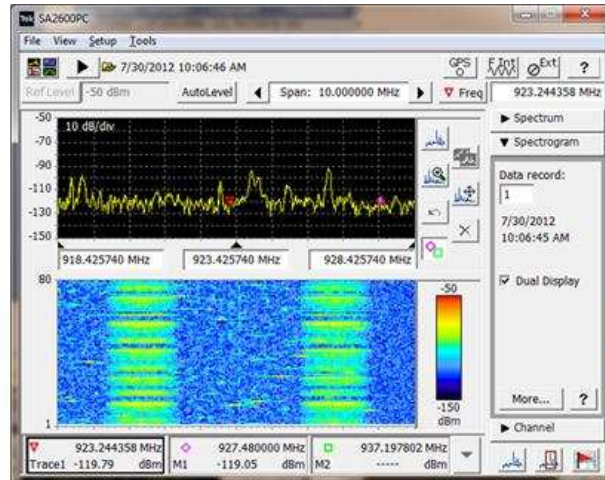 Tek SA2600PC
File View Setup Tools
7/30/2012 10:06:46 AM
GPS F Int Ext ?
Ref Level -50 dBm AutoLevel Span: 10.000000 MHz Freq 923.244358 MHz
Spectrum
Spectrogram
-50
10 dB/div
-70
-90
-110
-130
-150
918.425740 MHz 923.425740 MHz 928.425740 MHz
Data record:
1
7/30/2012
10:06:45 AM
Dual Display
80
1
-50
-150
dBm
More... ?
Channel
923.244358 MHz 927.480000 MHz 937.197802 MHz
Trace1 -119.79 dBm M1 -119.05 dBm M2 ----- dBm